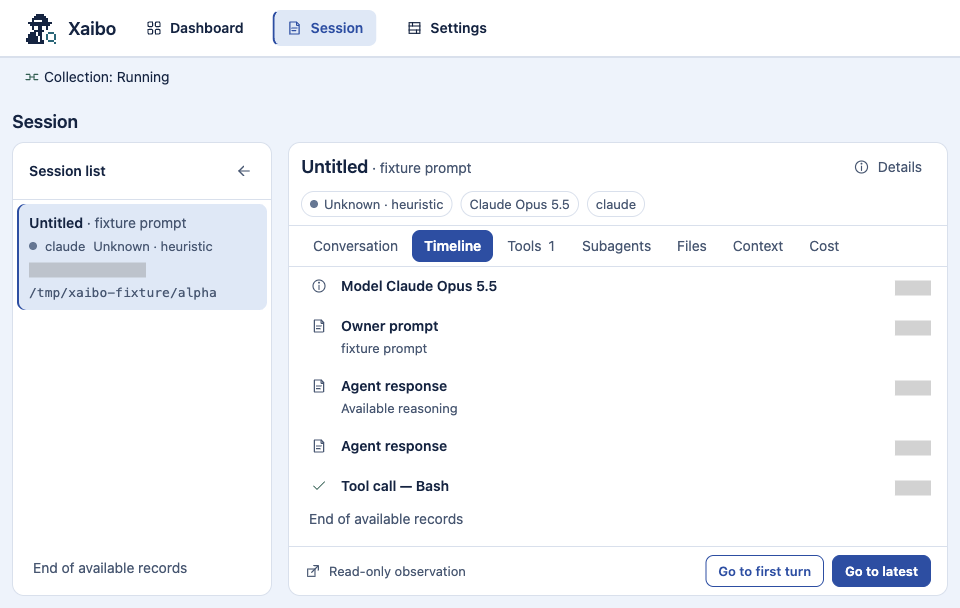 Xaibo
Dashboard
Session
Settings
Collection: Running
Session
Session list
Untitled · fixture prompt
claude Unknown · heuristic
/tmp/xaibo-fixture/alpha
End of available records
Untitled · fixture prompt
Details
Unknown · heuristic
Claude Opus 5.5
claude
Conversation
Timeline
Tools 1
Subagents
Files
Context
Cost
Model Claude Opus 5.5
Owner prompt
fixture prompt
Agent response
Available reasoning
Agent response
Tool call — Bash
End of available records
Read-only observation
Go to first turn
Go to latest